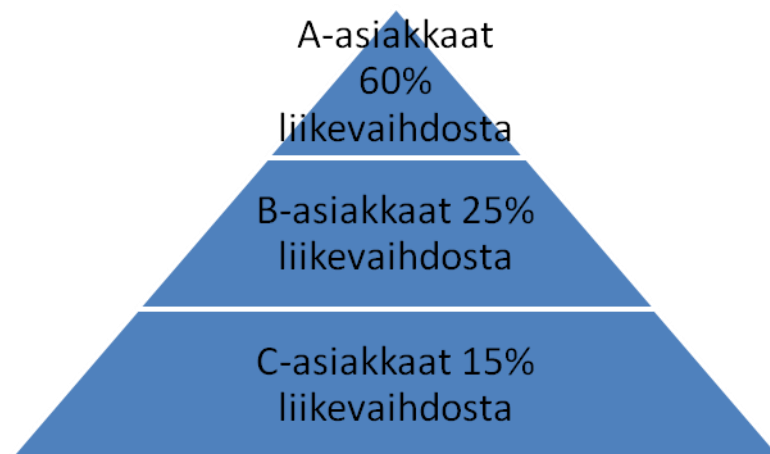 A-asiakkaat
60%
liikevaihdosta
B-asiakkaat 25%
liikevaihdosta
C-asiakkaat 15%
liikevaihdosta